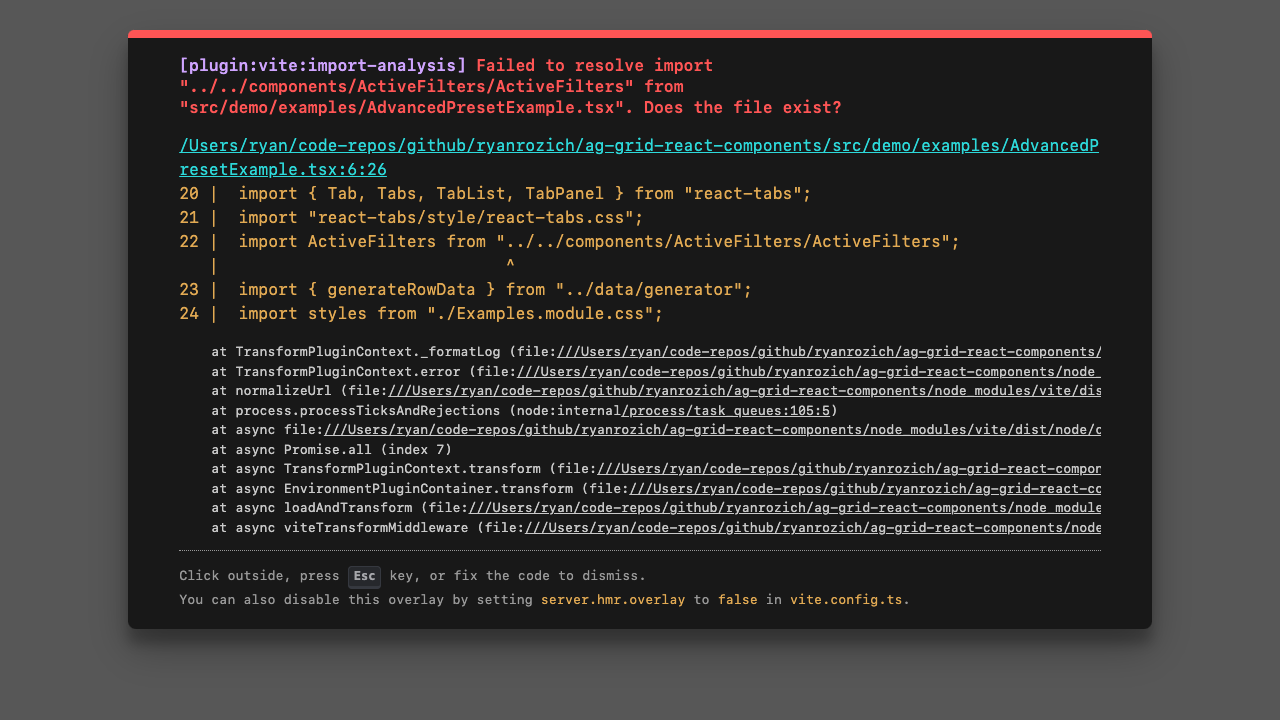 [plugin:vite:import-analysis] Failed to resolve import
"../../components/ActiveFilters/ActiveFilters" from
"src/demo/examples/AdvancedPresetExample.tsx". Does the file exist?
/Users/ryan/code-repos/github/ryanrozich/ag-grid-react-components/src/demo/examples/AdvancedP
resetExample.tsx:6:26
20 |  import { Tab, Tabs, TabList, TabPanel } from "react-tabs";
21 |  import "react-tabs/style/react-tabs.css";
22 |  import ActiveFilters from "../../components/ActiveFilters/ActiveFilters";
   |                             ^
23 |  import { generateRowData } from "../data/generator";
24 |  import styles from "./Examples.module.css";
at TransformPluginContext._formatLog (file:///Users/ryan/code-repos/github/ryanrozich/ag-grid-react-components/
at TransformPluginContext.error (file:///Users/ryan/code-repos/github/ryanrozich/ag-grid-react-components/node_
at normalizeUrl (file:///Users/ryan/code-repos/github/ryanrozich/ag-grid-react-components/node_modules/vite/dis
at process.processTicksAndRejections (node:internal/process/task_queues:105:5)
at async file:///Users/ryan/code-repos/github/ryanrozich/ag-grid-react-components/node_modules/vite/dist/node/c
at async Promise.all (index 7)
at async TransformPluginContext.transform (file:///Users/ryan/code-repos/github/ryanrozich/ag-grid-react-compon
at async EnvironmentPluginContainer.transform (file:///Users/ryan/code-repos/github/ryanrozich/ag-grid-react-co
at async loadAndTransform (file:///Users/ryan/code-repos/github/ryanrozich/ag-grid-react-components/node_module
at async viteTransformMiddleware (file:///Users/ryan/code-repos/github/ryanrozich/ag-grid-react-components/node
Click outside, press Esc key, or fix the code to dismiss.
You can also disable this overlay by setting server.hmr.overlay to false in vite.config.ts.